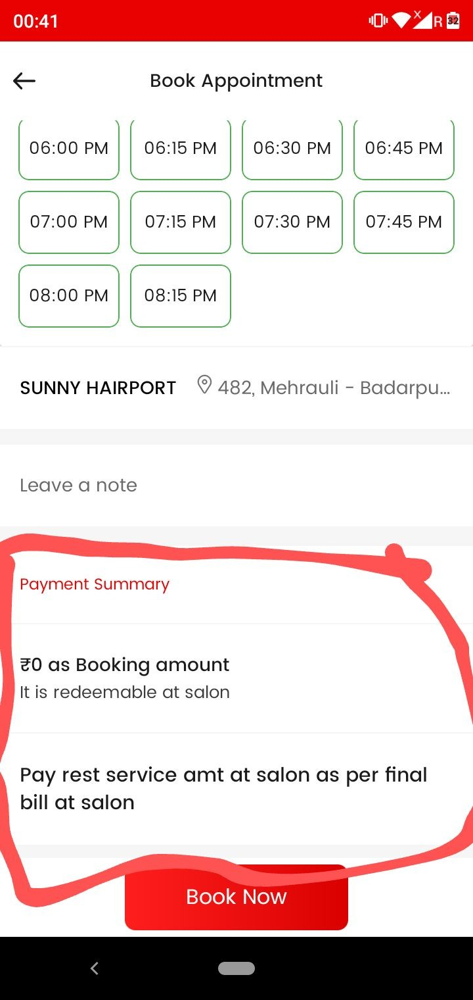 00:41
R 32
Book Appointment
06:00 PM 06:15 PM 06:30 PM 06:45 PM
07:00 PM 07:15 PM 07:30 PM 07:45 PM
08:00 PM 08:15 PM
SUNNY HAIRPORT 482, Mehrauli - Badarpu...
Leave a note
Payment Summary
₹0 as Booking amount
It is redeemable at salon
Pay rest service amt at salon as per final
bill at salon
Book Now